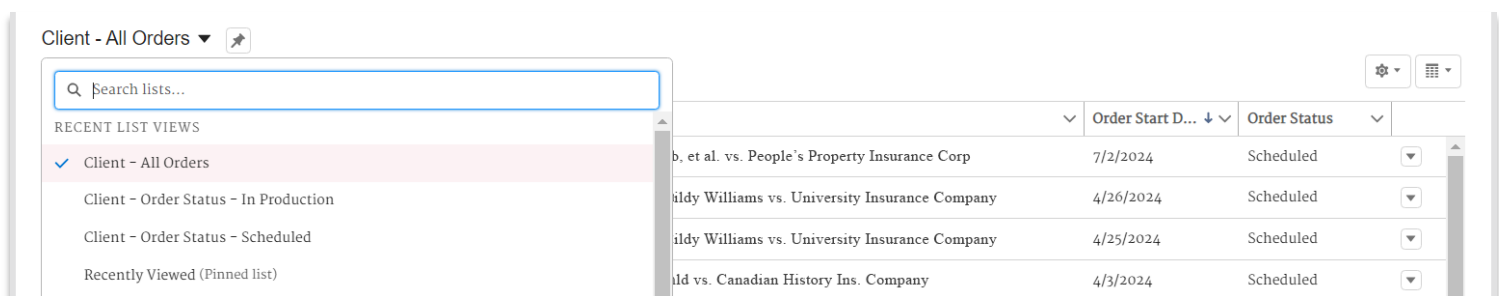 Client - All Orders
Search lists...
RECENT LIST VIEWS
Client - All Orders
Client - Order Status - In Production
Client - Order Status - Scheduled
Recently Viewed (Pinned list)
Order Start D... Order Status
et al. vs. People's Property Insurance Corp 7/2/2024 Scheduled
Williams vs. University Insurance Company 4/26/2024 Scheduled
Williams vs. University Insurance Company 4/25/2024 Scheduled
vs. Canadian History Ins. Company 4/3/2024 Scheduled